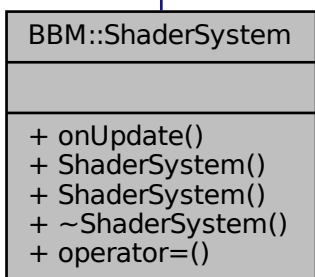 BBM::ShaderSystem
+ onUpdate()
+ ShaderSystem()
+ ShaderSystem()
+ ~ShaderSystem()
+ operator=()